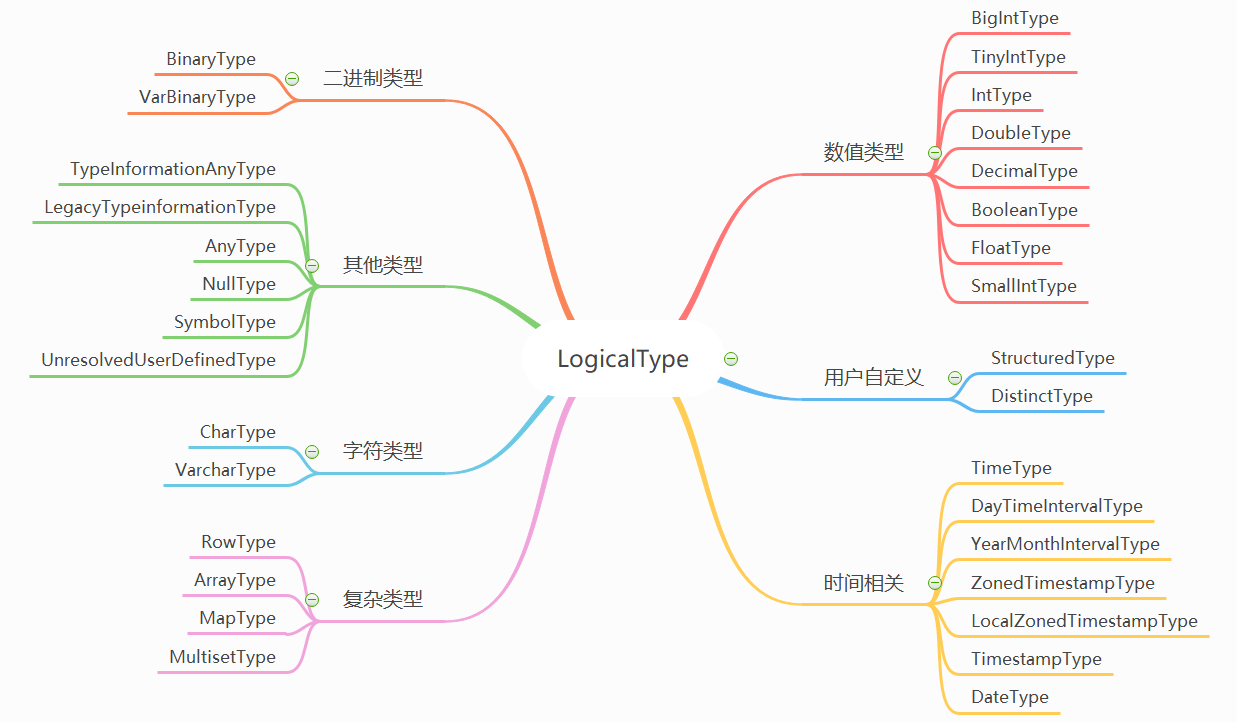 LogicalType
二进制类型
BinaryType
VarBinaryType
其他类型
TypeInformationAnyType
LegacyTypeinformationType
AnyType
NullType
SymbolType
UnresolvedUserDefinedType
字符类型
CharType
VarcharType
复杂类型
RowType
ArrayType
MapType
MultisetType
数值类型
BigIntType
TinyIntType
IntType
DoubleType
DecimalType
BooleanType
FloatType
SmallIntType
用户自定义
StructuredType
DistinctType
时间相关
TimeType
DayTimeIntervalType
YearMonthIntervalType
ZonedTimestampType
LocalZonedTimestampType
TimestampType
DateType